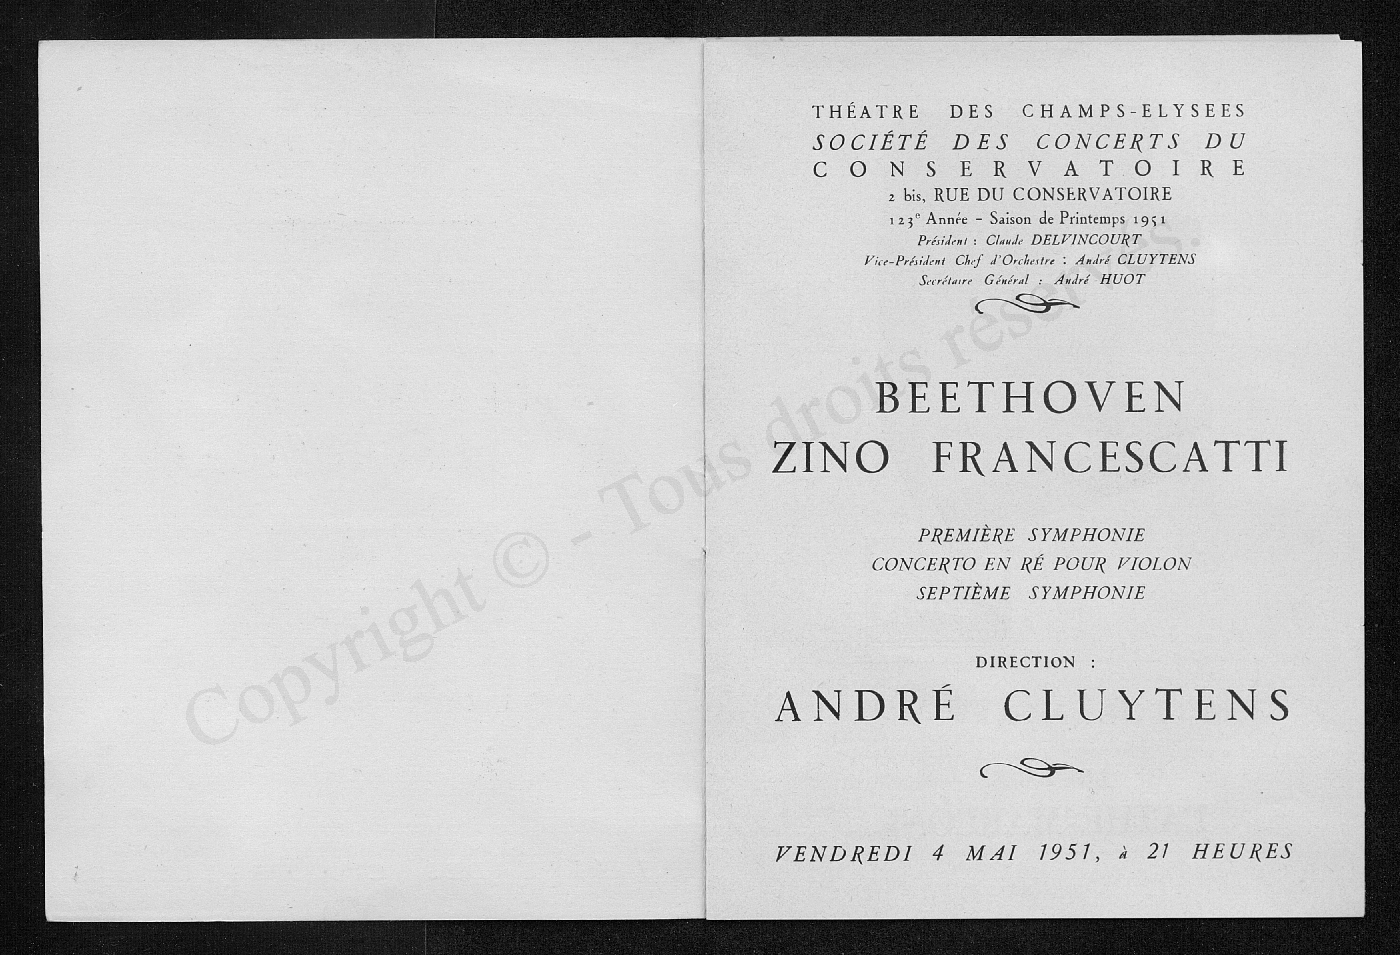 THÉATRE DES CHAMPS-ELYSEES
SOCIÉTÉ DES CONCERTS DU
CONSERVATOIRE
2 bis, RUE DU CONSERVATOIRE
123e Année - Saison de Printemps 1951
Président : Claude DELVINCOURT
Vice-Président Chef d'Orchestre : André CLUYTENS
Secrétaire Général : André HUOT
BEETHOVEN
ZINO FRANCESCATTI
PREMIÈRE SYMPHONIE
CONCERTO EN RÉ POUR VIOLON
SEPTIÈME SYMPHONIE
DIRECTION :
ANDRÉ CLUYTENS
VENDREDI 4 MAI 1951, à 21 HEURES
Copyright © - Tous droits réservés.